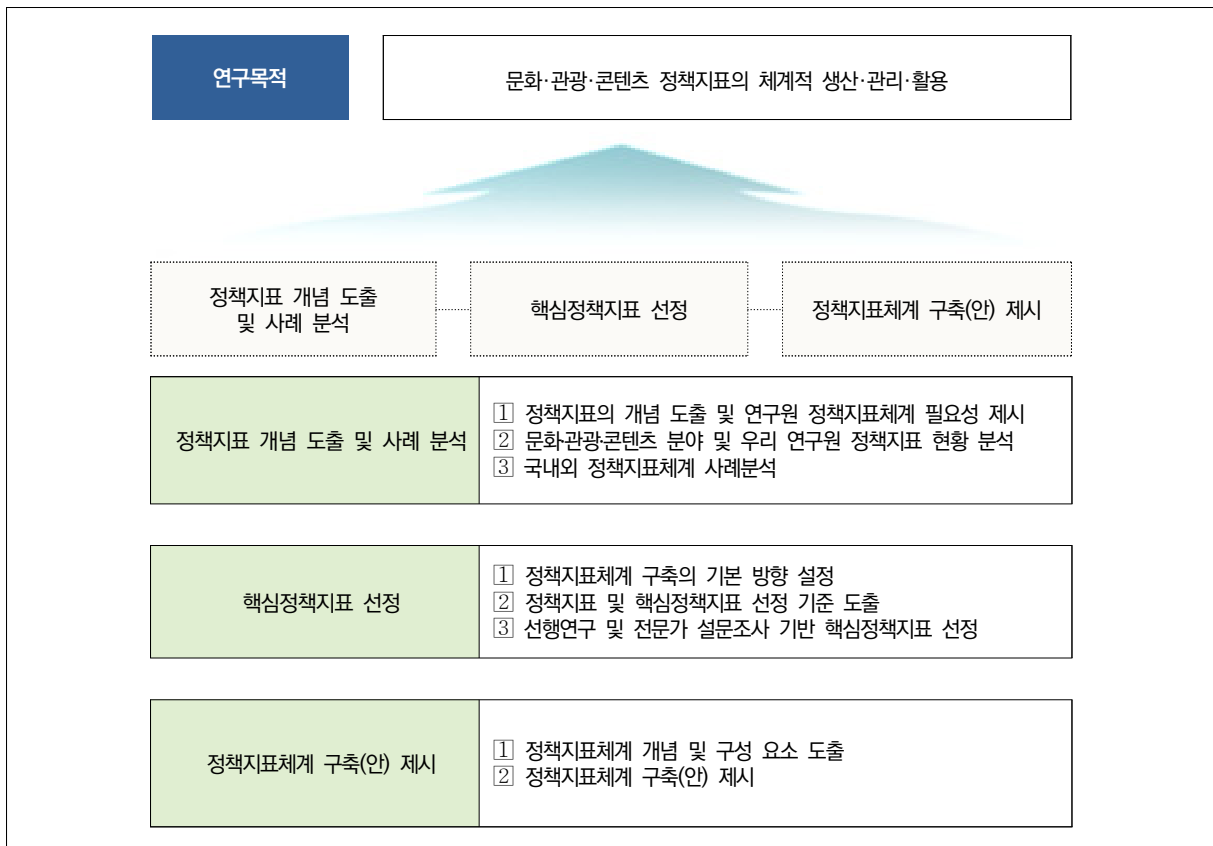 연구목적
문화·관광·콘텐츠 정책지표의 체계적 생산·관리·활용
정책지표 개념 도출
및 사례 분석
핵심정책지표 선정
정책지표체계 구축(안) 제시
정책지표 개념 도출 및 사례 분석
1 정책지표의 개념 도출 및 연구원 정책지표체계 필요성 제시
2 문화·관광·콘텐츠 분야 및 우리 연구원 정책지표 현황 분석
3 국내외 정책지표체계 사례분석
핵심정책지표 선정
1 정책지표체계 구축의 기본 방향 설정
2 정책지표 및 핵심정책지표 선정 기준 도출
3 선행연구 및 전문가 설문조사 기반 핵심정책지표 선정
정책지표체계 구축(안) 제시
1 정책지표체계 개념 및 구성 요소 도출
2 정책지표체계 구축(안) 제시